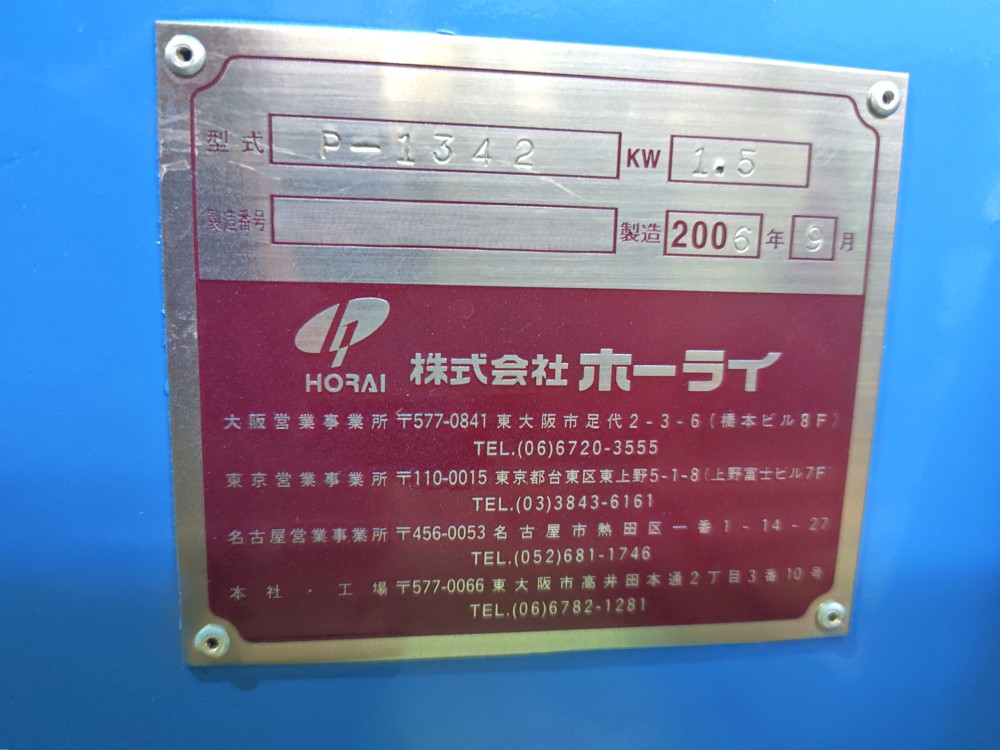 型式 P-1342 KW 1.5
製造番号 製造 2006年 9月
HORAI 株式会社 ホーライ
大阪営業事業所 〒577-0841 東大阪市足代2-3-6(橋本ビル8F)
TEL.(06)6720-3555
東京営業事業所 〒110-0015 東京都台東区東上野5-1-8(上野富士ビル7F)
TEL.(03)3843-6161
名古屋営業事業所 〒456-0053 名古屋市熱田区一番1-14-27
TEL.(052)681-1746
本社・工場 〒577-0066 東大阪市高井田本通2丁目3番10号
TEL.(06)6782-1281